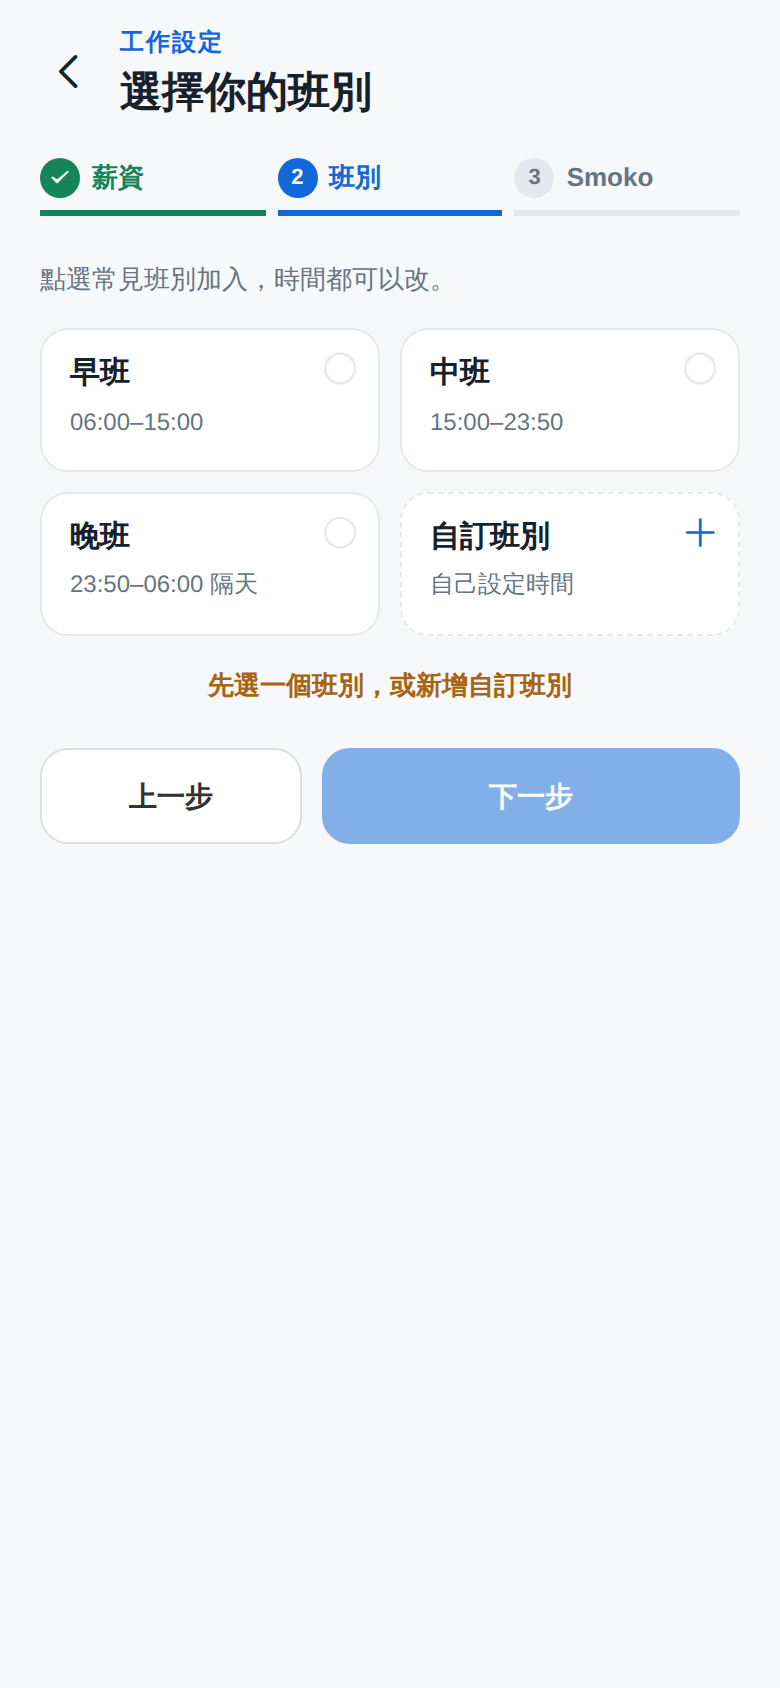 工作設定
選擇你的班別
薪資
2 班別
3 Smoko
點選常見班別加入，時間都可以改。
早班
06:00–15:00
中班
15:00–23:50
晚班
23:50–06:00 隔天
自訂班別
自己設定時間
先選一個班別，或新增自訂班別
上一步
下一步